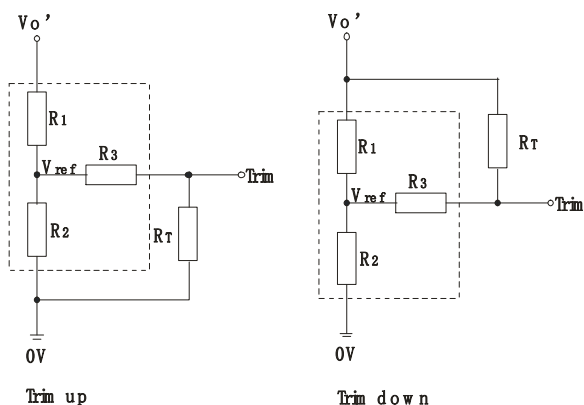 Vo'
R1
Vref
R3
Trim
R2
RT
0V
Trim up
Vo'
R1
RT
Vref
R3
Trim
R2
0V
Trim down